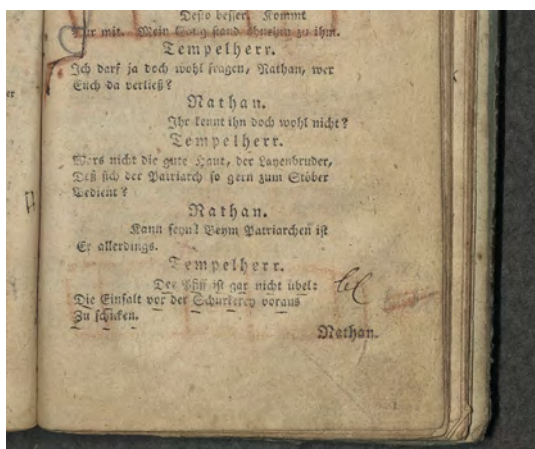 Desto besser. Kommt
Nur mit. Mein Weg stand ohnehin zu ihm.
Tempelherr.
Ich darf ja doch wohl fragen, Nathan, wer
Euch da verließ?
Nathan.
Ihr kennt ihn doch wohl nicht?
Tempelherr.
Wars nicht die gute Haut, der Layenbruder,
Deß sich der Patriarch so gern zum Stöber
Bedient?
Nathan.
Kann seyn! Beym Patriarchen ist
Er allerdings.
Tempelherr.
Der Pfiff ist gar nicht übel:
Die Einfalt vor der Schurkerey voraus
Zu schicken.
Nathan.